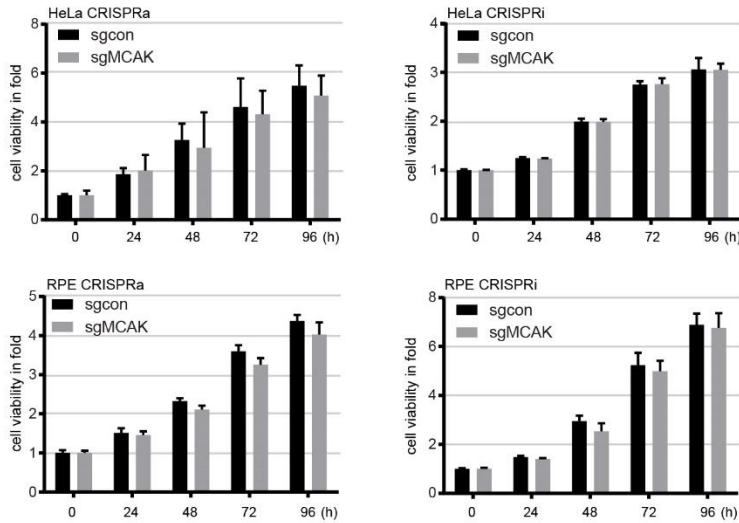 HeLa CRISPRa
sgcon
sgMCAK
cell viability in fold
8
6
4
2
0
0 24 48 72 96 (h)
HeLa CRISPRi
sgcon
sgMCAK
cell viability in fold
4
3
2
1
0
0 24 48 72 96 (h)
RPE CRISPRa
sgcon
sgMCAK
cell viability in fold
5
4
3
2
1
0
0 24 48 72 96 (h)
RPE CRISPRi
sgcon
sgMCAK
cell viability in fold
8
6
4
2
0
0 24 48 72 96 (h)